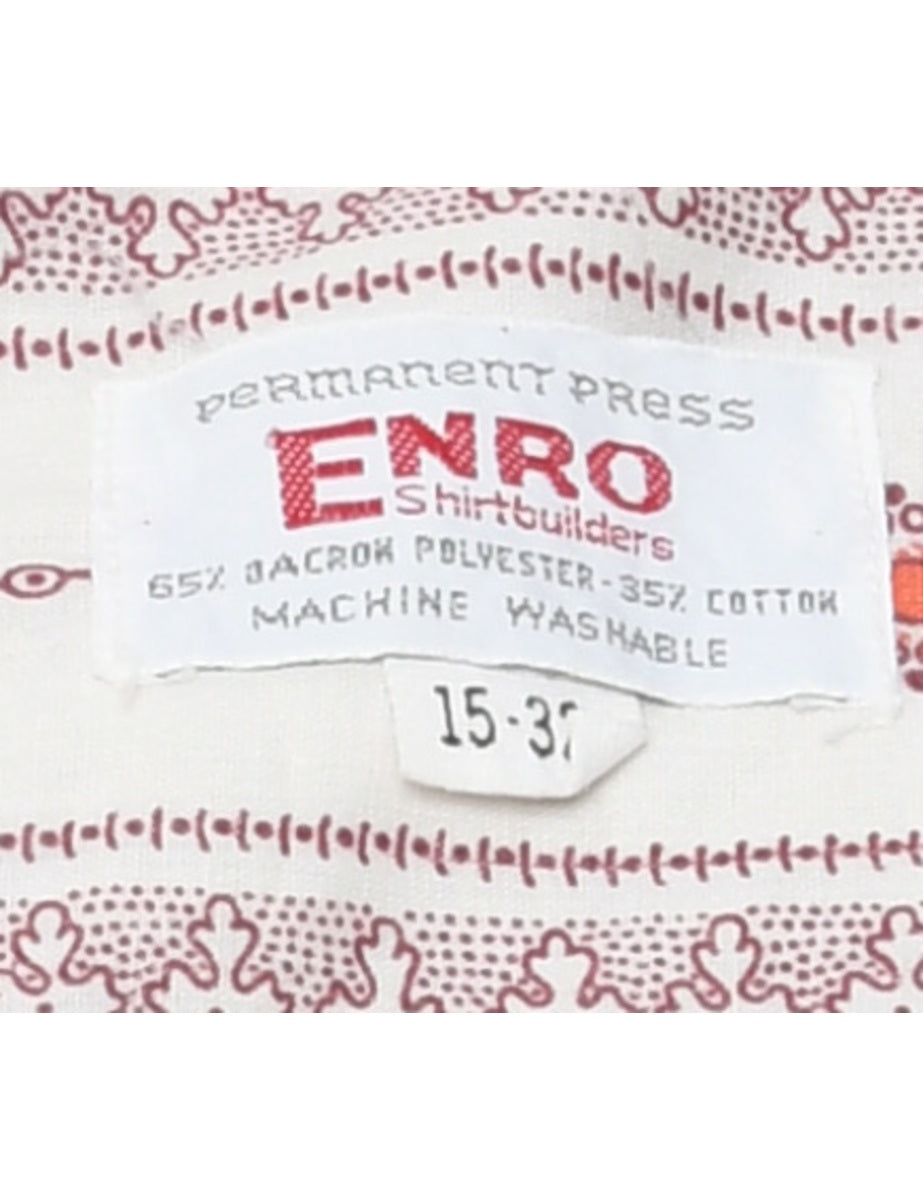 PERMANENT PRESS
ENRO
Shirtbuilders
65% DACRON POLYESTER-35% COTTON
MACHINE WASHABLE
15-3